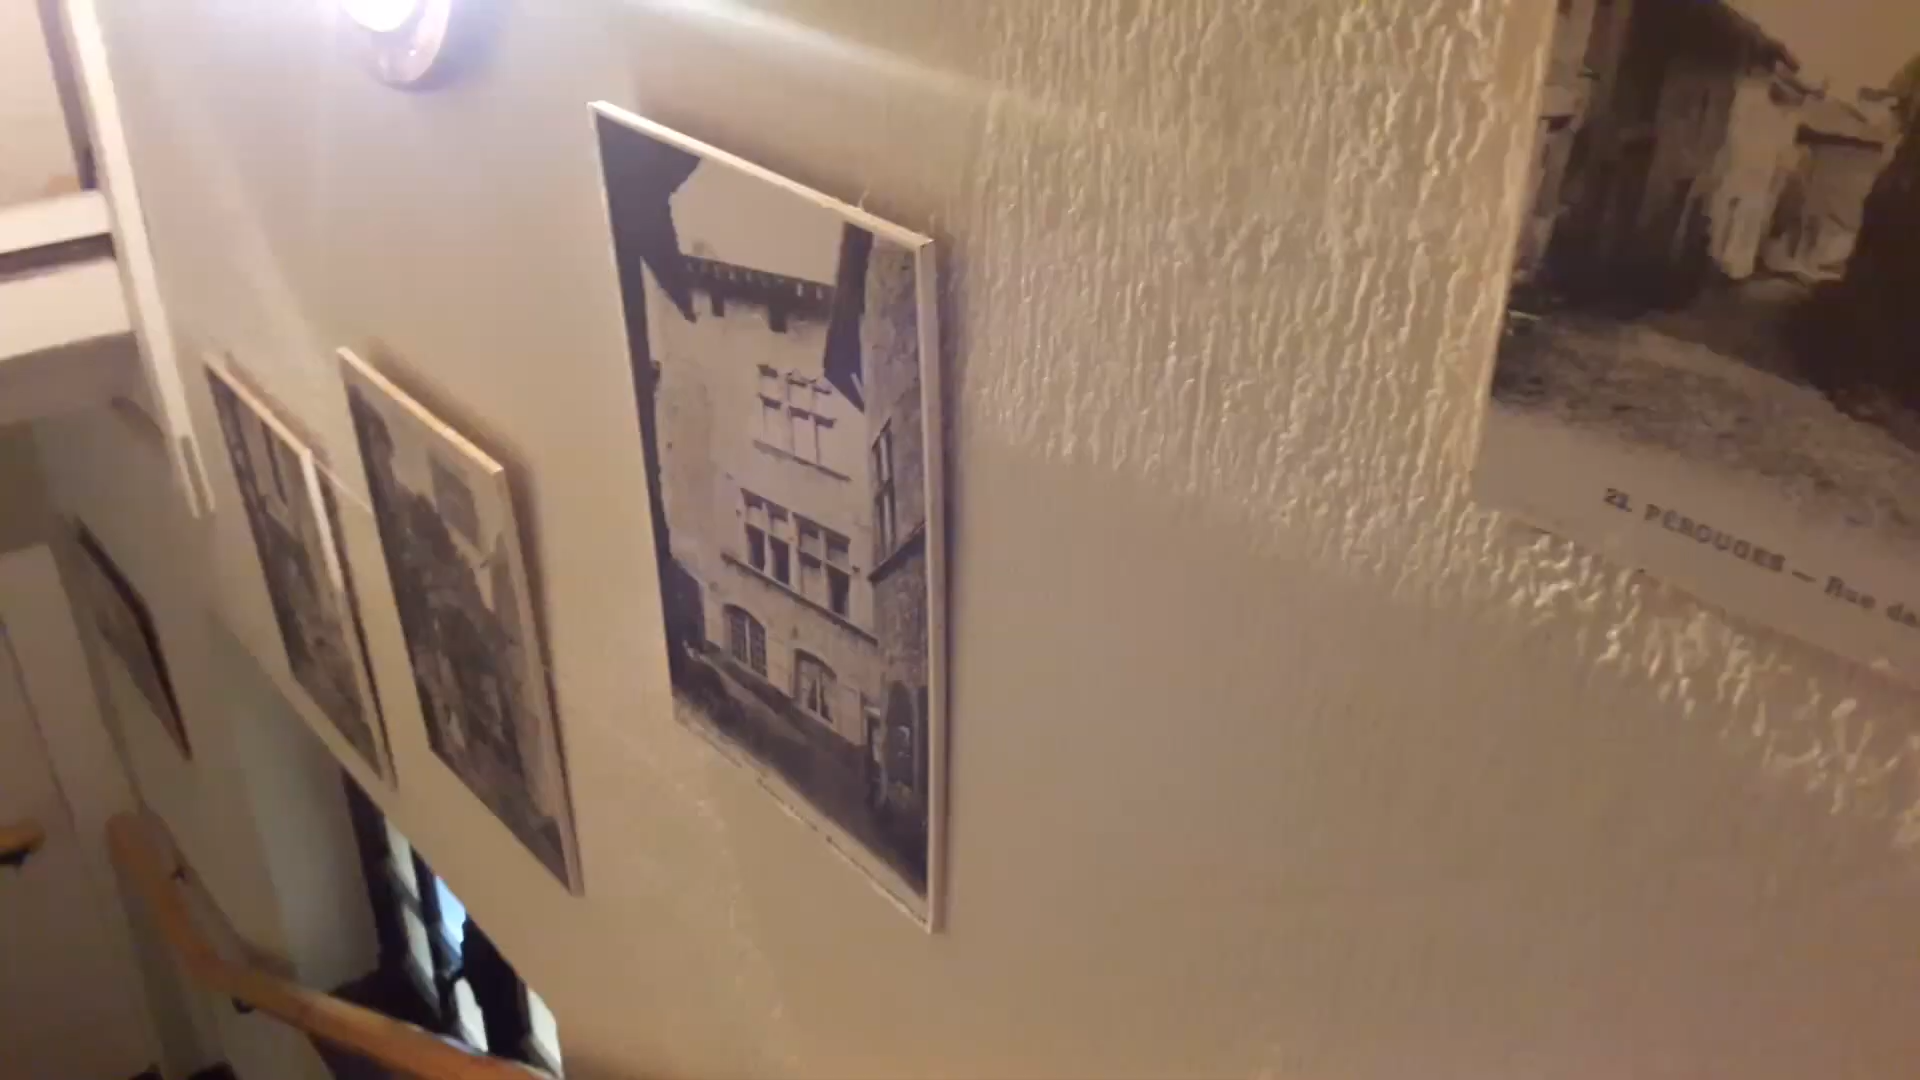 21. PÉROUGES — Rue de